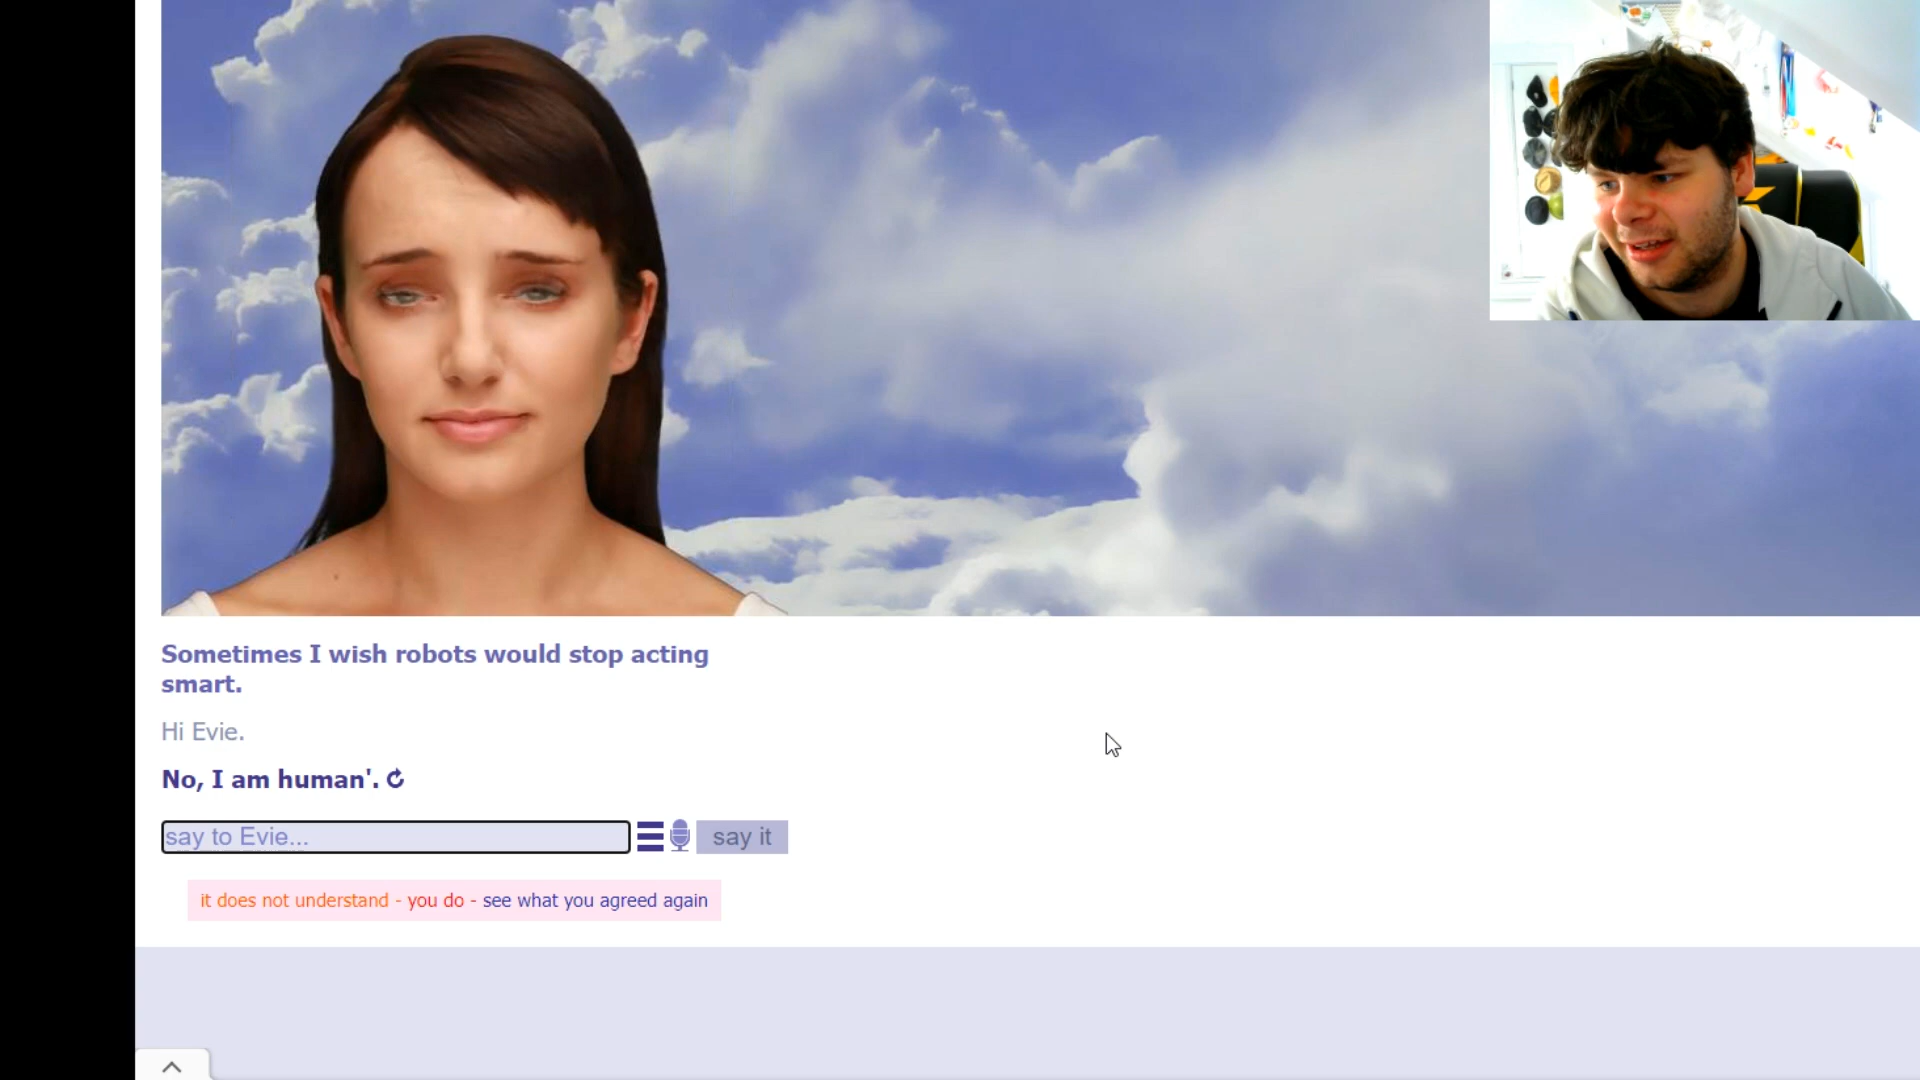 Sometimes I wish robots would stop acting
smart.
Hi Evie.
No, I am human'.
say to Evie...
say it
it does not understand - you do - see what you agreed again